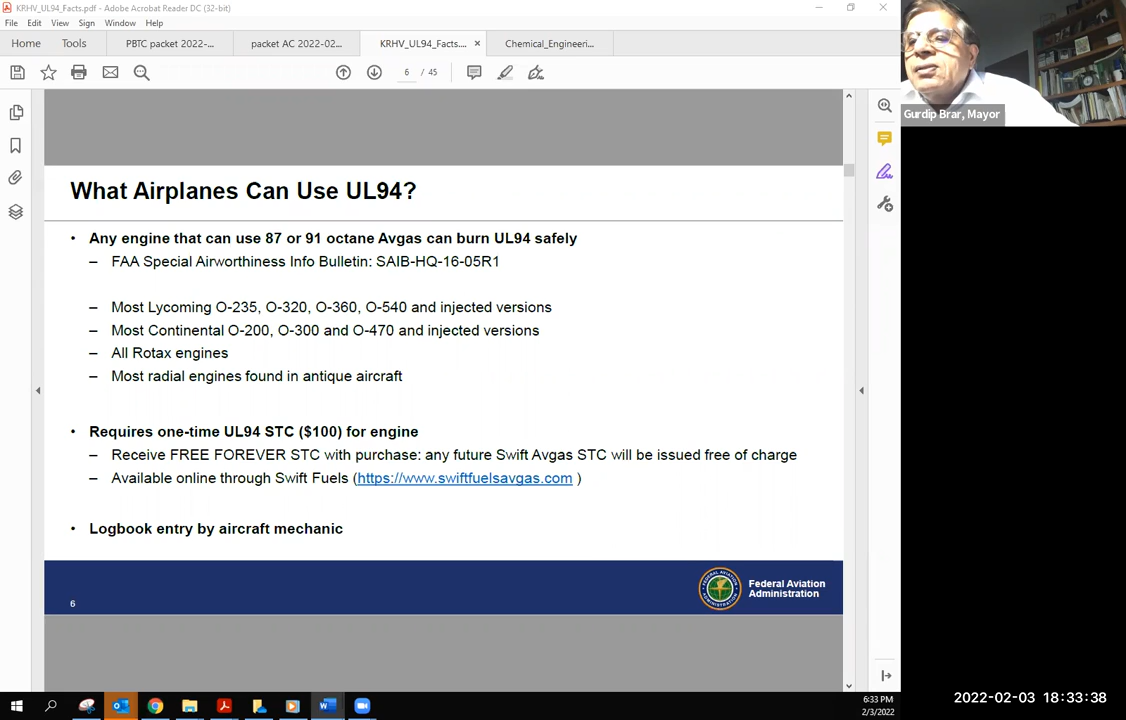 KRHV_UL94_Facts.pdf - Adobe Acrobat Reader DC (32-bit)
File Edit View Sign Window Help
Home Tools PBTC packet 2022-... packet AC 2022-02... KRHV_UL94_Facts.... × Chemical_Engineeri...
6 / 45
Gurdip Brar, Mayor
What Airplanes Can Use UL94?
• Any engine that can use 87 or 91 octane Avgas can burn UL94 safely
– FAA Special Airworthiness Info Bulletin: SAIB-HQ-16-05R1
– Most Lycoming O-235, O-320, O-360, O-540 and injected versions
– Most Continental O-200, O-300 and O-470 and injected versions
– All Rotax engines
– Most radial engines found in antique aircraft
• Requires one-time UL94 STC ($100) for engine
– Receive FREE FOREVER STC with purchase: any future Swift Avgas STC will be issued free of charge
– Available online through Swift Fuels (https://www.swiftfuelsavgas.com )
• Logbook entry by aircraft mechanic
6
Federal Aviation
Administration
6:33 PM
2/3/2022
2022-02-03 18:33:38